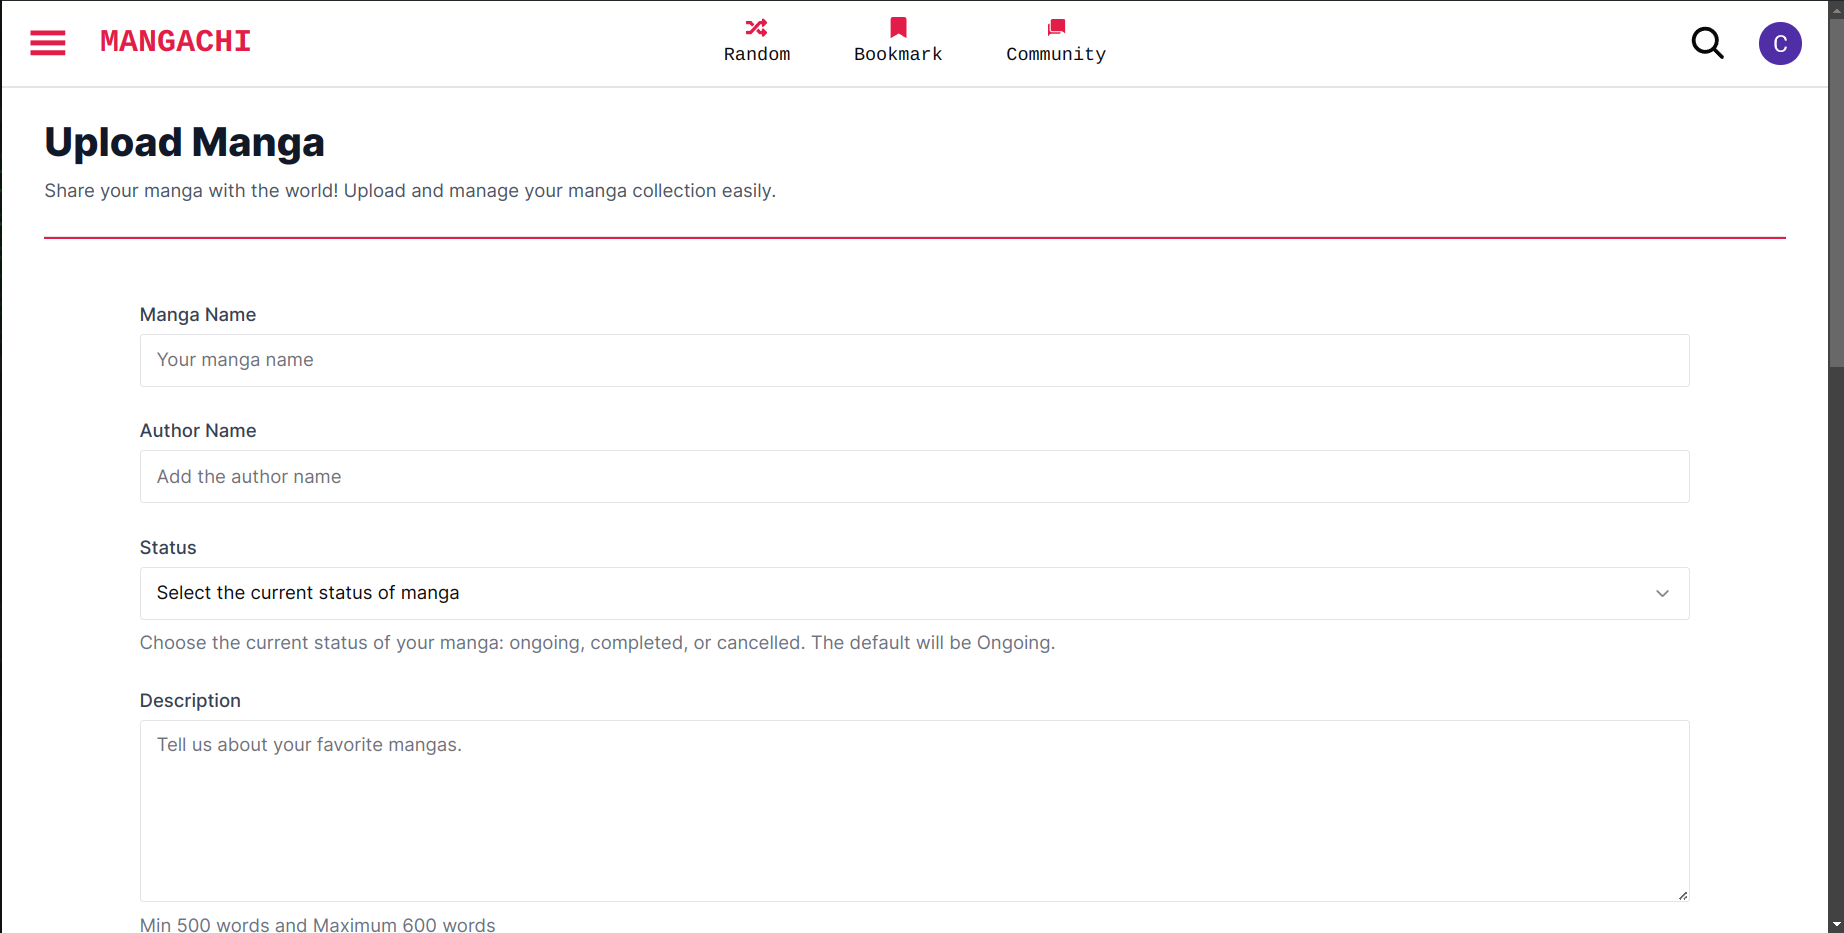 MANGACHI
Random
Bookmark
Community
C
Upload Manga
Share your manga with the world! Upload and manage your manga collection easily.
Manga Name
Your manga name
Author Name
Add the author name
Status
Select the current status of manga
Choose the current status of your manga: ongoing, completed, or cancelled. The default will be Ongoing.
Description
Tell us about your favorite mangas.
Min 500 words and Maximum 600 words